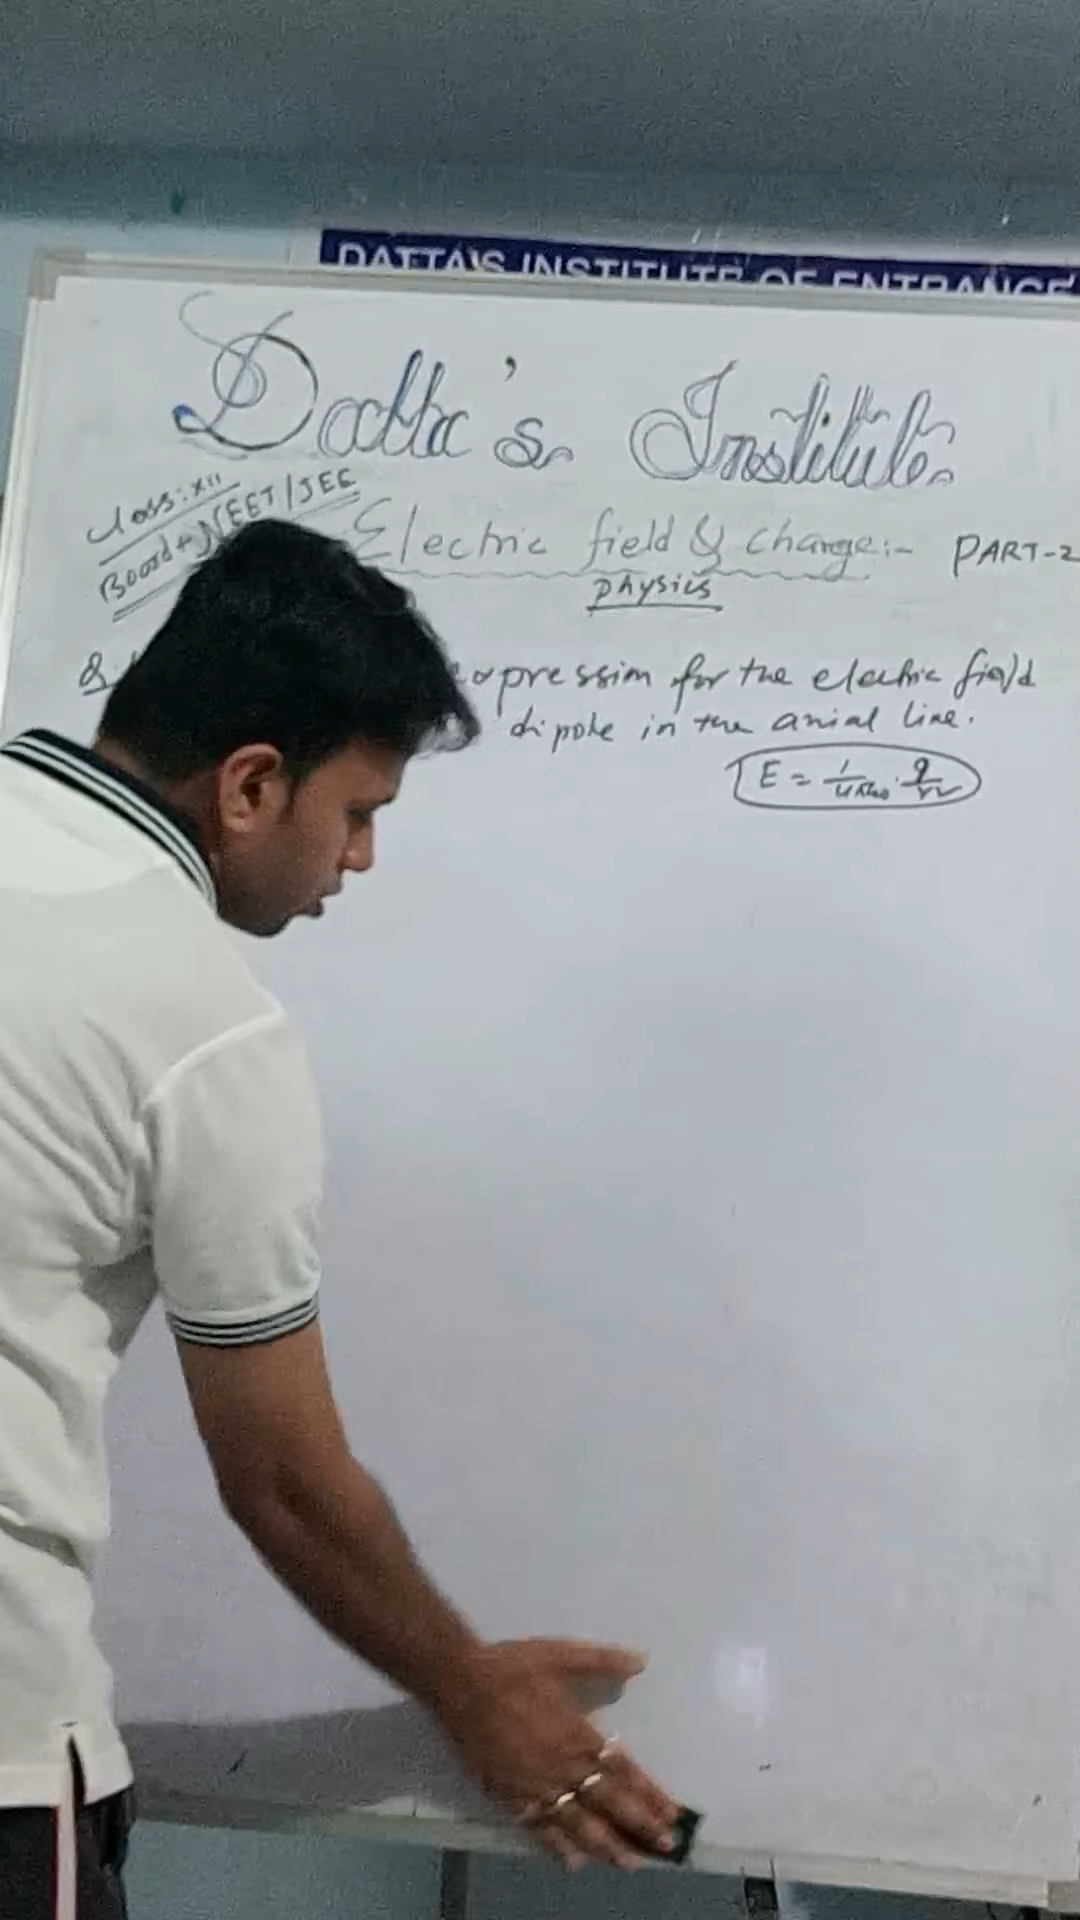 DATTA'S INSTITUTE OF ENTRANCE
Datta's Institute
Class: XII
Board + NEET/JEE
Electric field & charge:- PART-2
Physics
Q. expression for the electric field
dipole in the axial line.
E = 1/4πε₀ · q/r²